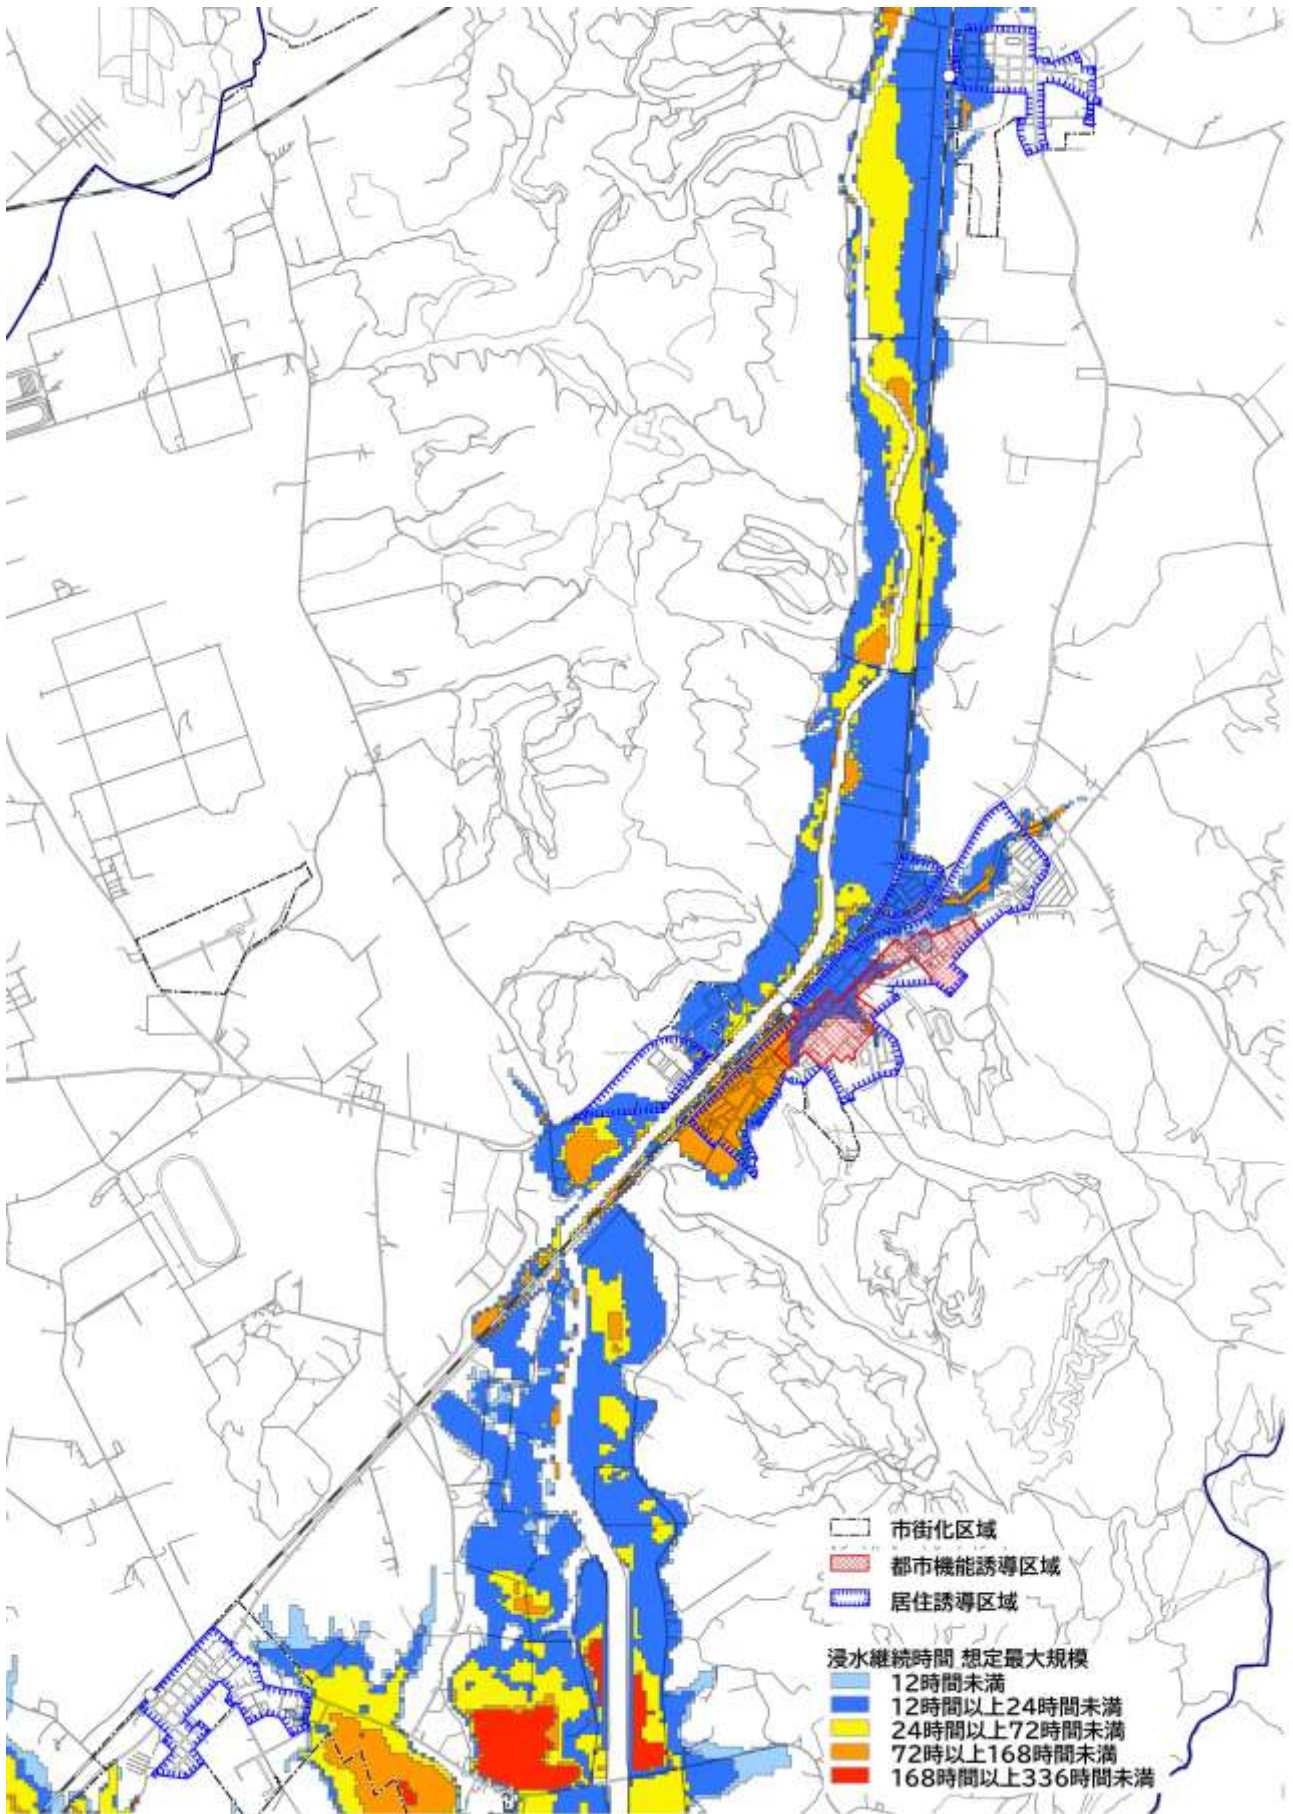 市街化区域
都市機能誘導区域
居住誘導区域
浸水継続時間 想定最大規模
12時間未満
12時間以上24時間未満
24時間以上72時間未満
72時以上168時間未満
168時間以上336時間未満